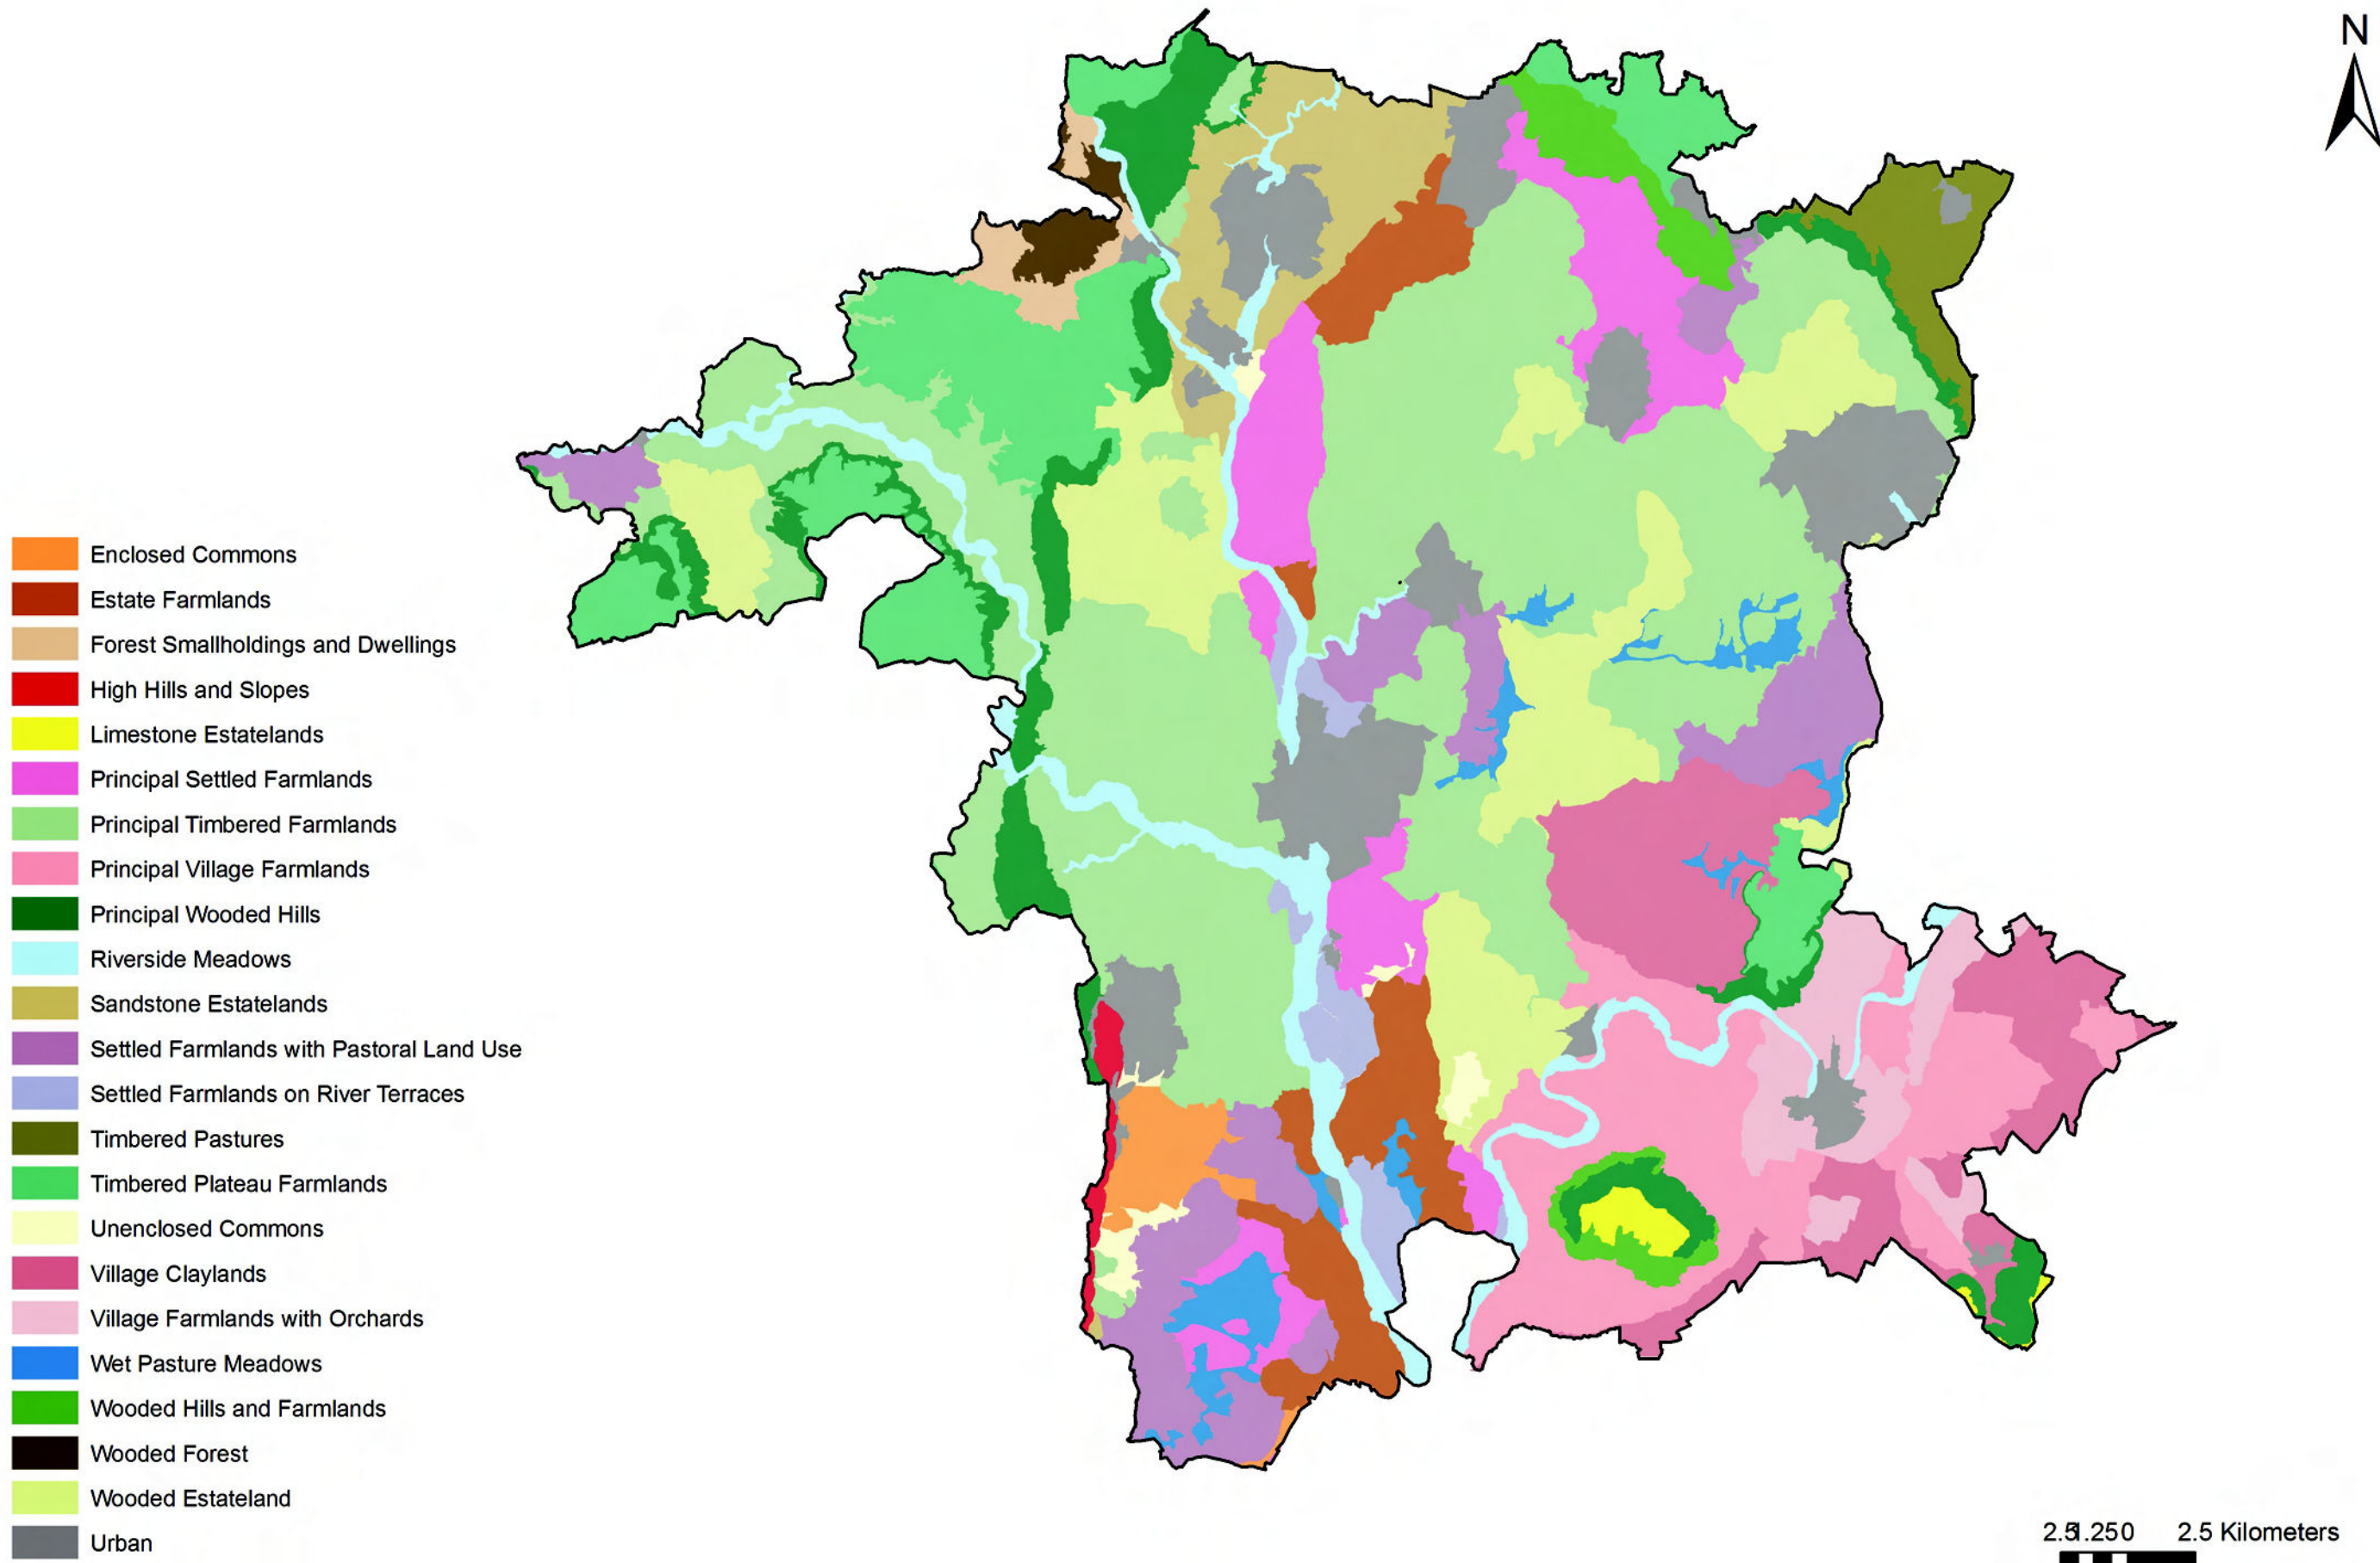 N
Enclosed Commons
Estate Farmlands
Forest Smallholdings and Dwellings
High Hills and Slopes
Limestone Estatelands
Principal Settled Farmlands
Principal Timbered Farmlands
Principal Village Farmlands
Principal Wooded Hills
Riverside Meadows
Sandstone Estatelands
Settled Farmlands with Pastoral Land Use
Settled Farmlands on River Terraces
Timbered Pastures
Timbered Plateau Farmlands
Unenclosed Commons
Village Claylands
Village Farmlands with Orchards
Wet Pasture Meadows
Wooded Hills and Farmlands
Wooded Forest
Wooded Estateland
Urban
2.51.250 2.5 Kilometers